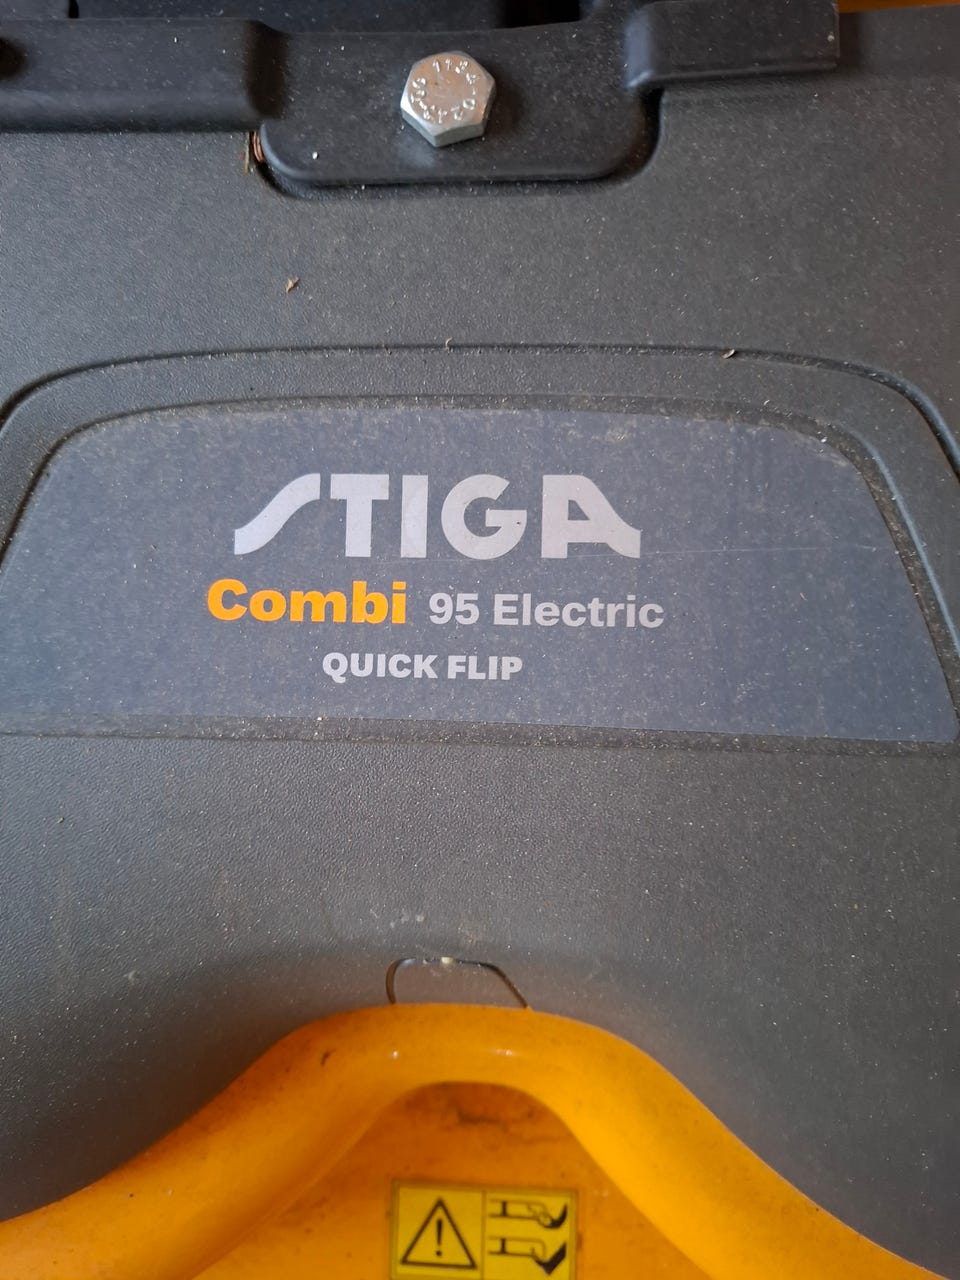 STIGA
Combi 95 Electric
QUICK FLIP